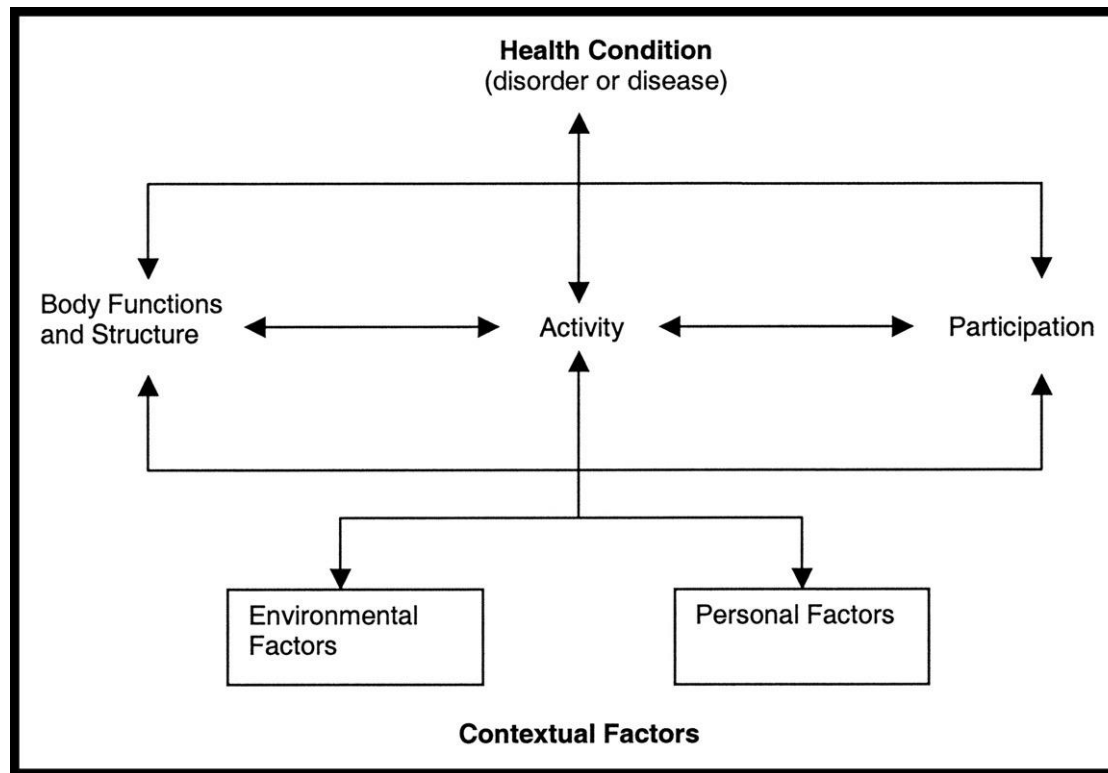 Health Condition
(disorder or disease)
Body Functions
and Structure
Activity
Participation
Environmental
Factors
Personal Factors
Contextual Factors